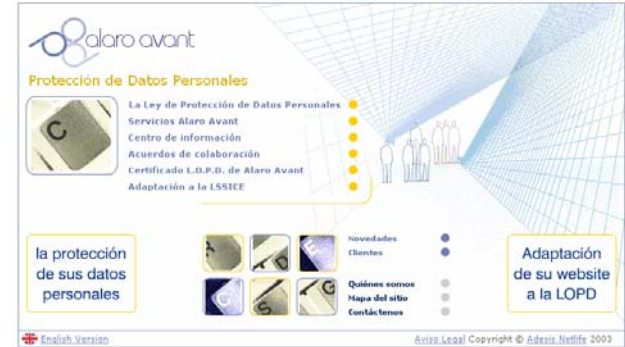 alaro avant
Protección de Datos Personales
C
La Ley de Protección de Datos Personales
Servicios Alaro Avant
Centro de información
Acuerdos de colaboración
Certificado L.O.P.D. de Alaro Avant
Adaptación a la LSSICE
la protección
de sus datos
personales
Novedades
Clientes
Quiénes somos
Mapa del sitio
Contáctenos
Adaptación
de su website
a la LOPD
English Version
Aviso Legal Copyright © Adesis Netlife 2003